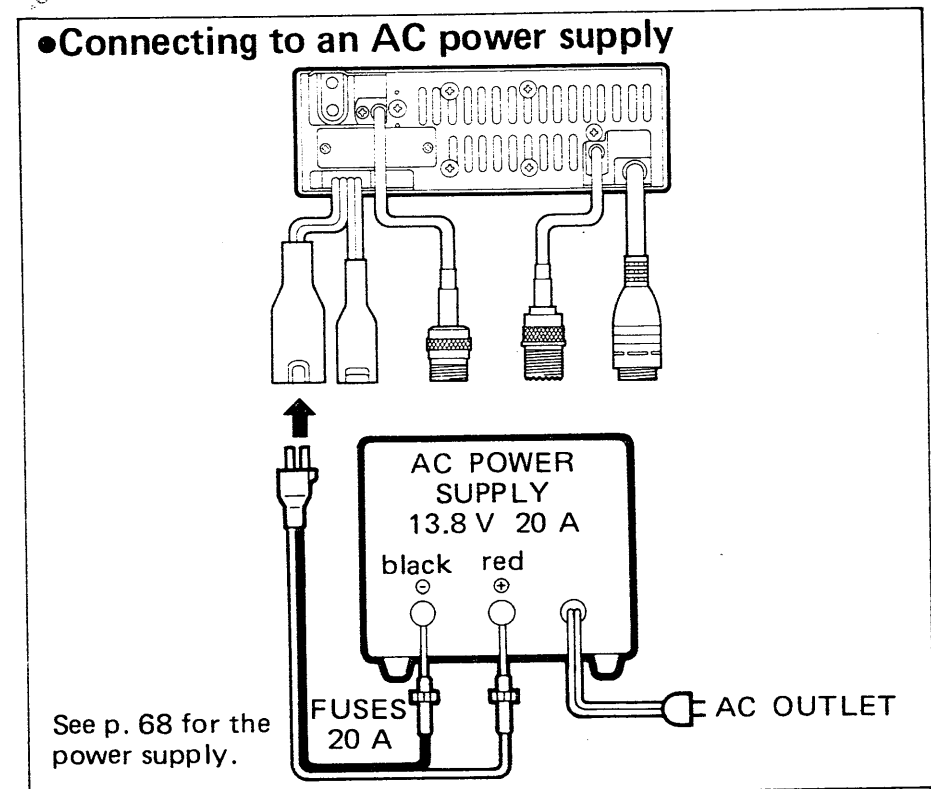 ●Connecting to an AC power supply
AC POWER
SUPPLY
13.8 V 20 A
black red
⊖ ⊕
FUSES
20 A
AC OUTLET
See p. 68 for the
power supply.